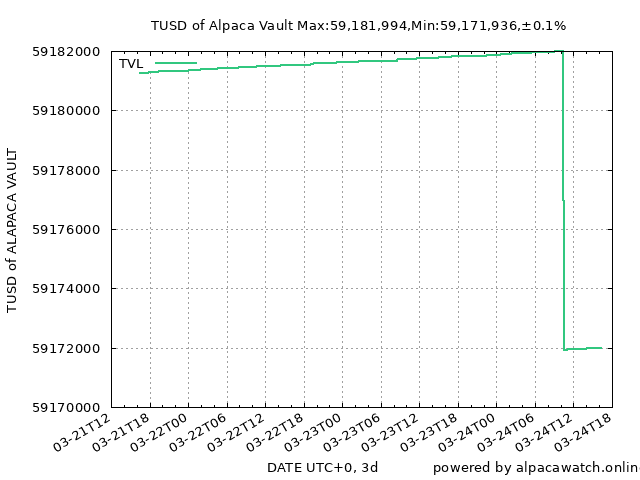 TUSD of Alpaca Vault Max:59,181,994,Min:59,171,936,±0.1%
59182000
TVL
59180000
59178000
59176000
59174000
59172000
59170000
TUSD of ALAPACA VAULT
03-21T12
03-21T18
03-22T00
03-22T06
03-22T12
03-22T18
03-23T00
03-23T06
03-23T12
03-23T18
03-24T00
03-24T06
03-24T12
03-24T18
DATE UTC+0, 3d
powered by alpacawatch.onlin